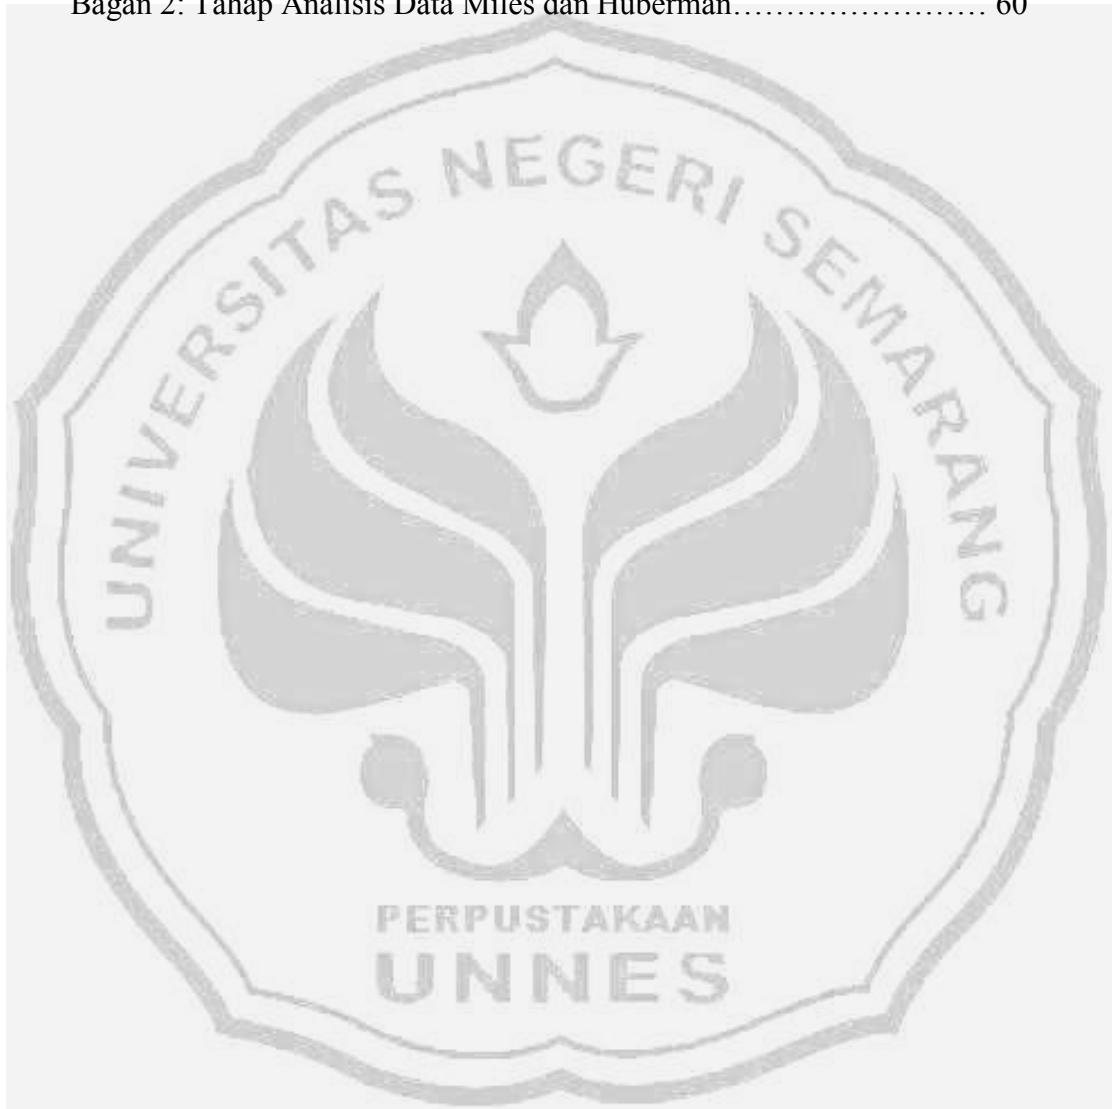 Bagan 2: Tahap Analisis Data Miles dan Huberman…………………… 60
UNIVERSITAS NEGERI SEMARANG
PERPUSTAKAAN
UNNES